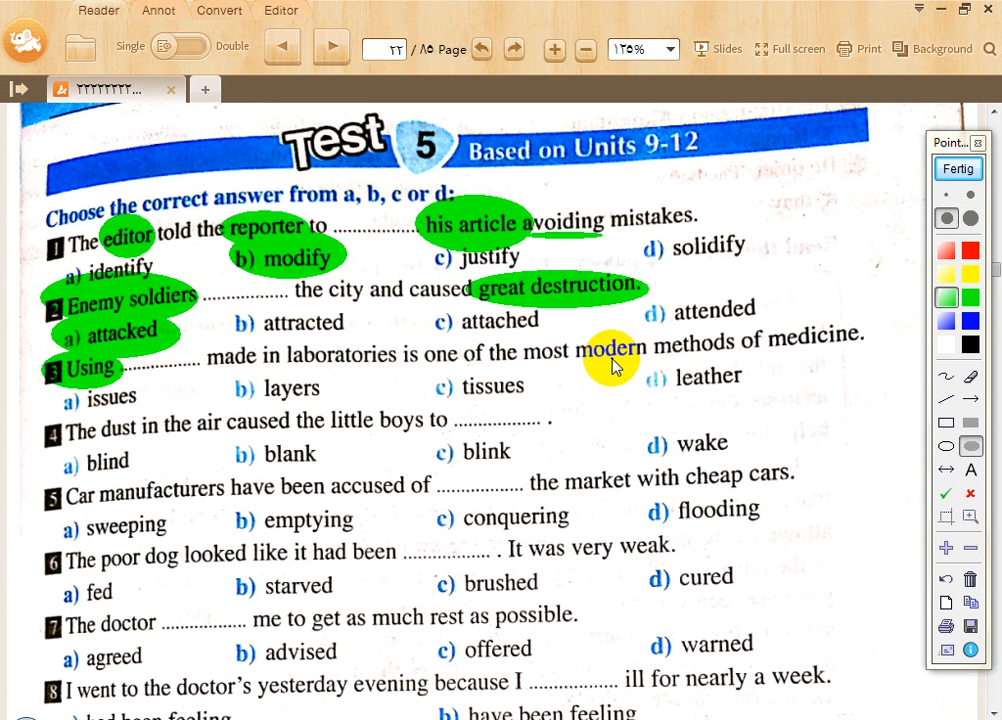 Reader Annot Convert Editor
Single Double ٢٢ / ٨٥ Page ١٢٥% Slides Full screen Print Background
٢٢٢٢٢٢٢٢...
Test 5 Based on Units 9-12
Choose the correct answer from a, b, c or d:
1 The editor told the reporter to ................ his article avoiding mistakes.
a) identify b) modify c) justify d) solidify
2 Enemy soldiers ................ the city and caused great destruction.
a) attacked b) attracted c) attached d) attended
3 Using ................ made in laboratories is one of the most modern methods of medicine.
a) issues b) layers c) tissues d) leather
4 The dust in the air caused the little boys to ................ .
a) blind b) blank c) blink d) wake
5 Car manufacturers have been accused of ................ the market with cheap cars.
a) sweeping b) emptying c) conquering d) flooding
6 The poor dog looked like it had been ................ . It was very weak.
a) fed b) starved c) brushed d) cured
7 The doctor ................ me to get as much rest as possible.
a) agreed b) advised c) offered d) warned
8 I went to the doctor's yesterday evening because I ................ ill for nearly a week.
a) had been feeling b) have been feeling
Point...
Fertig
A